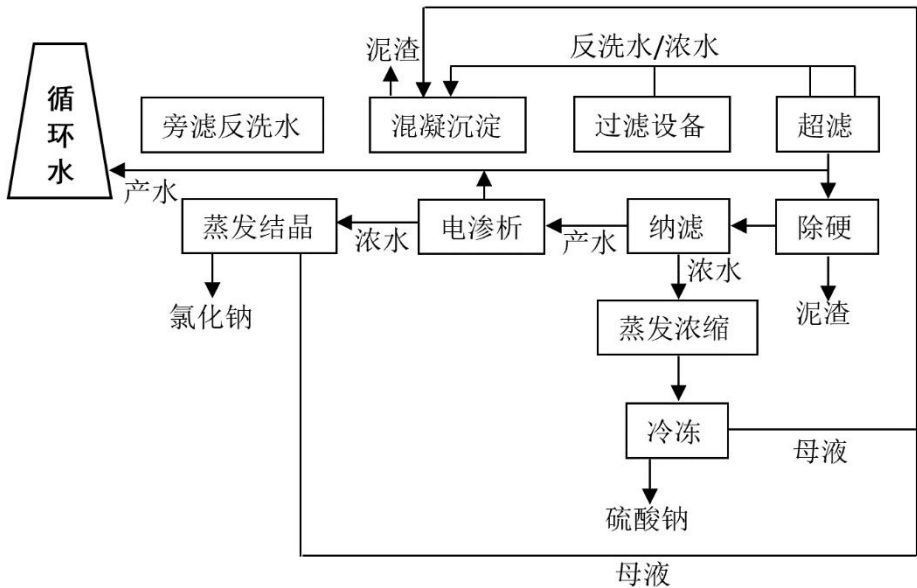 泥渣
反洗水/浓水
循环水
旁滤反洗水
混凝沉淀
过滤设备
超滤
产水
蒸发结晶
浓水
电渗析
产水
纳滤
除硬
浓水
氯化钠
泥渣
蒸发浓缩
冷冻
母液
硫酸钠
母液